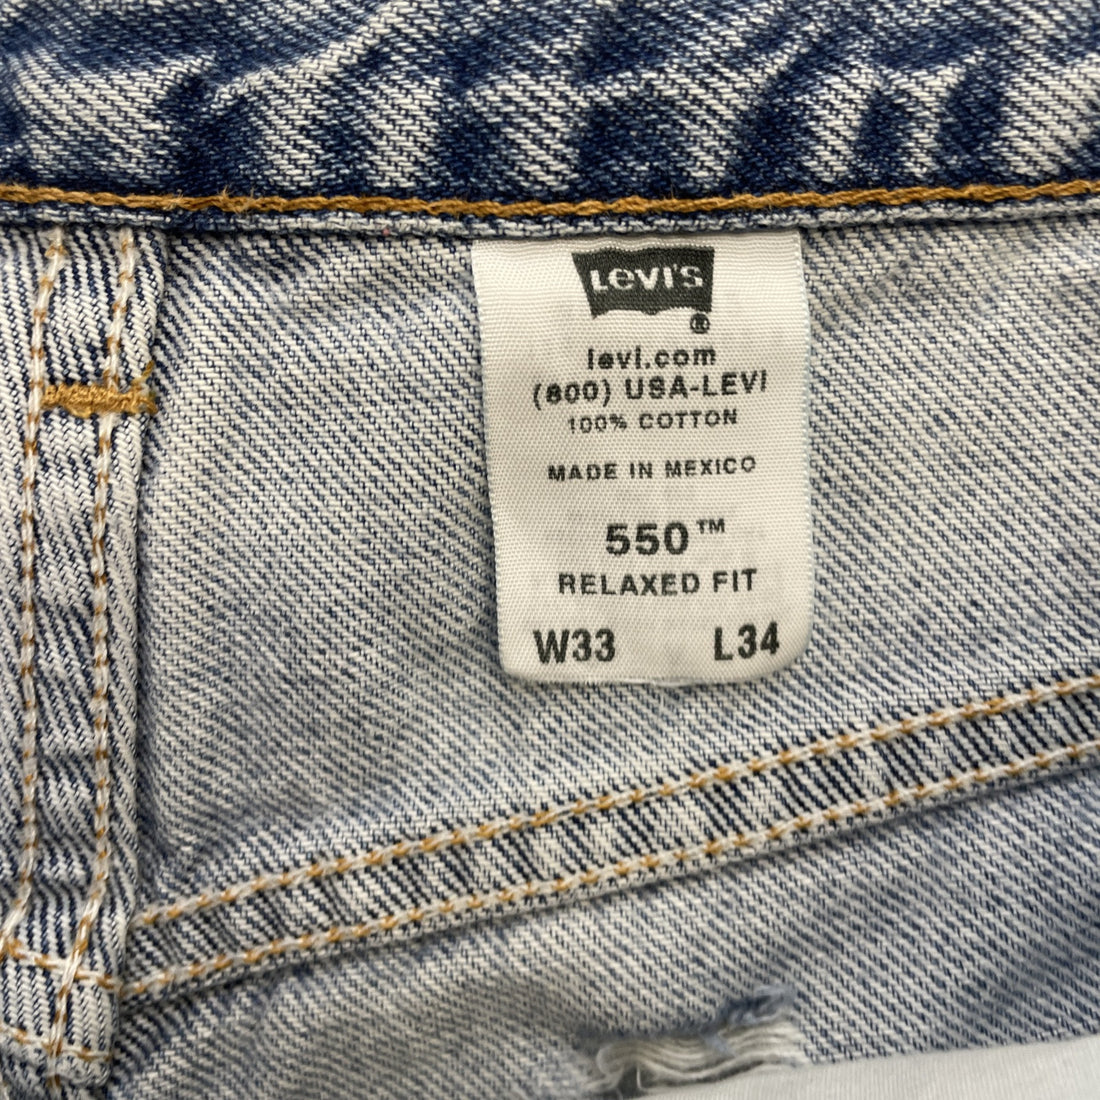 Levi's
®
levi.com
(800) USA-LEVI
100% COTTON
MADE IN MEXICO
550™
RELAXED FIT
W33 L34